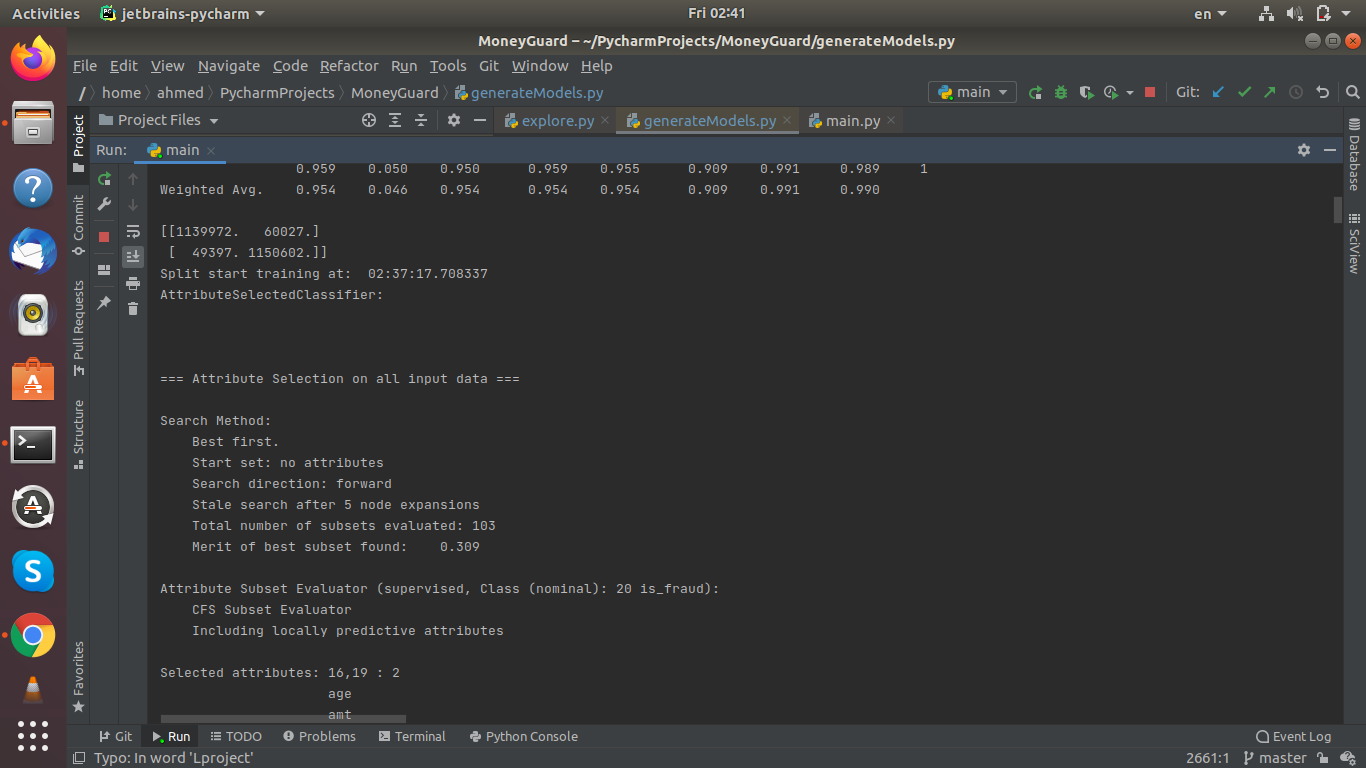 Activities jetbrains-pycharm Fri 02:41 en
MoneyGuard – ~/PycharmProjects/MoneyGuard/generateModels.py
File Edit View Navigate Code Refactor Run Tools Git Window Help
/ home ahmed PycharmProjects MoneyGuard generateModels.py main Git:
Project Files explore.py generateModels.py main.py
Run: main
0.959 0.050 0.950 0.959 0.955 0.909 0.991 0.989 1
Weighted Avg. 0.954 0.046 0.954 0.954 0.954 0.909 0.991 0.990
[[1139972. 60027.]
[ 49397. 1150602.]]
Split start training at: 02:37:17.708337
AttributeSelectedClassifier:
=== Attribute Selection on all input data ===
Search Method:
Best first.
Start set: no attributes
Search direction: forward
Stale search after 5 node expansions
Total number of subsets evaluated: 103
Merit of best subset found: 0.309
Attribute Subset Evaluator (supervised, Class (nominal): 20 is_fraud):
CFS Subset Evaluator
Including locally predictive attributes
Selected attributes: 16,19 : 2
age
amt
Project
Commit
Pull Requests
Structure
Favorites
Database
SciView
Git Run TODO Problems Terminal Python Console Event Log
Typo: In word 'Lproject' 2661:1 master